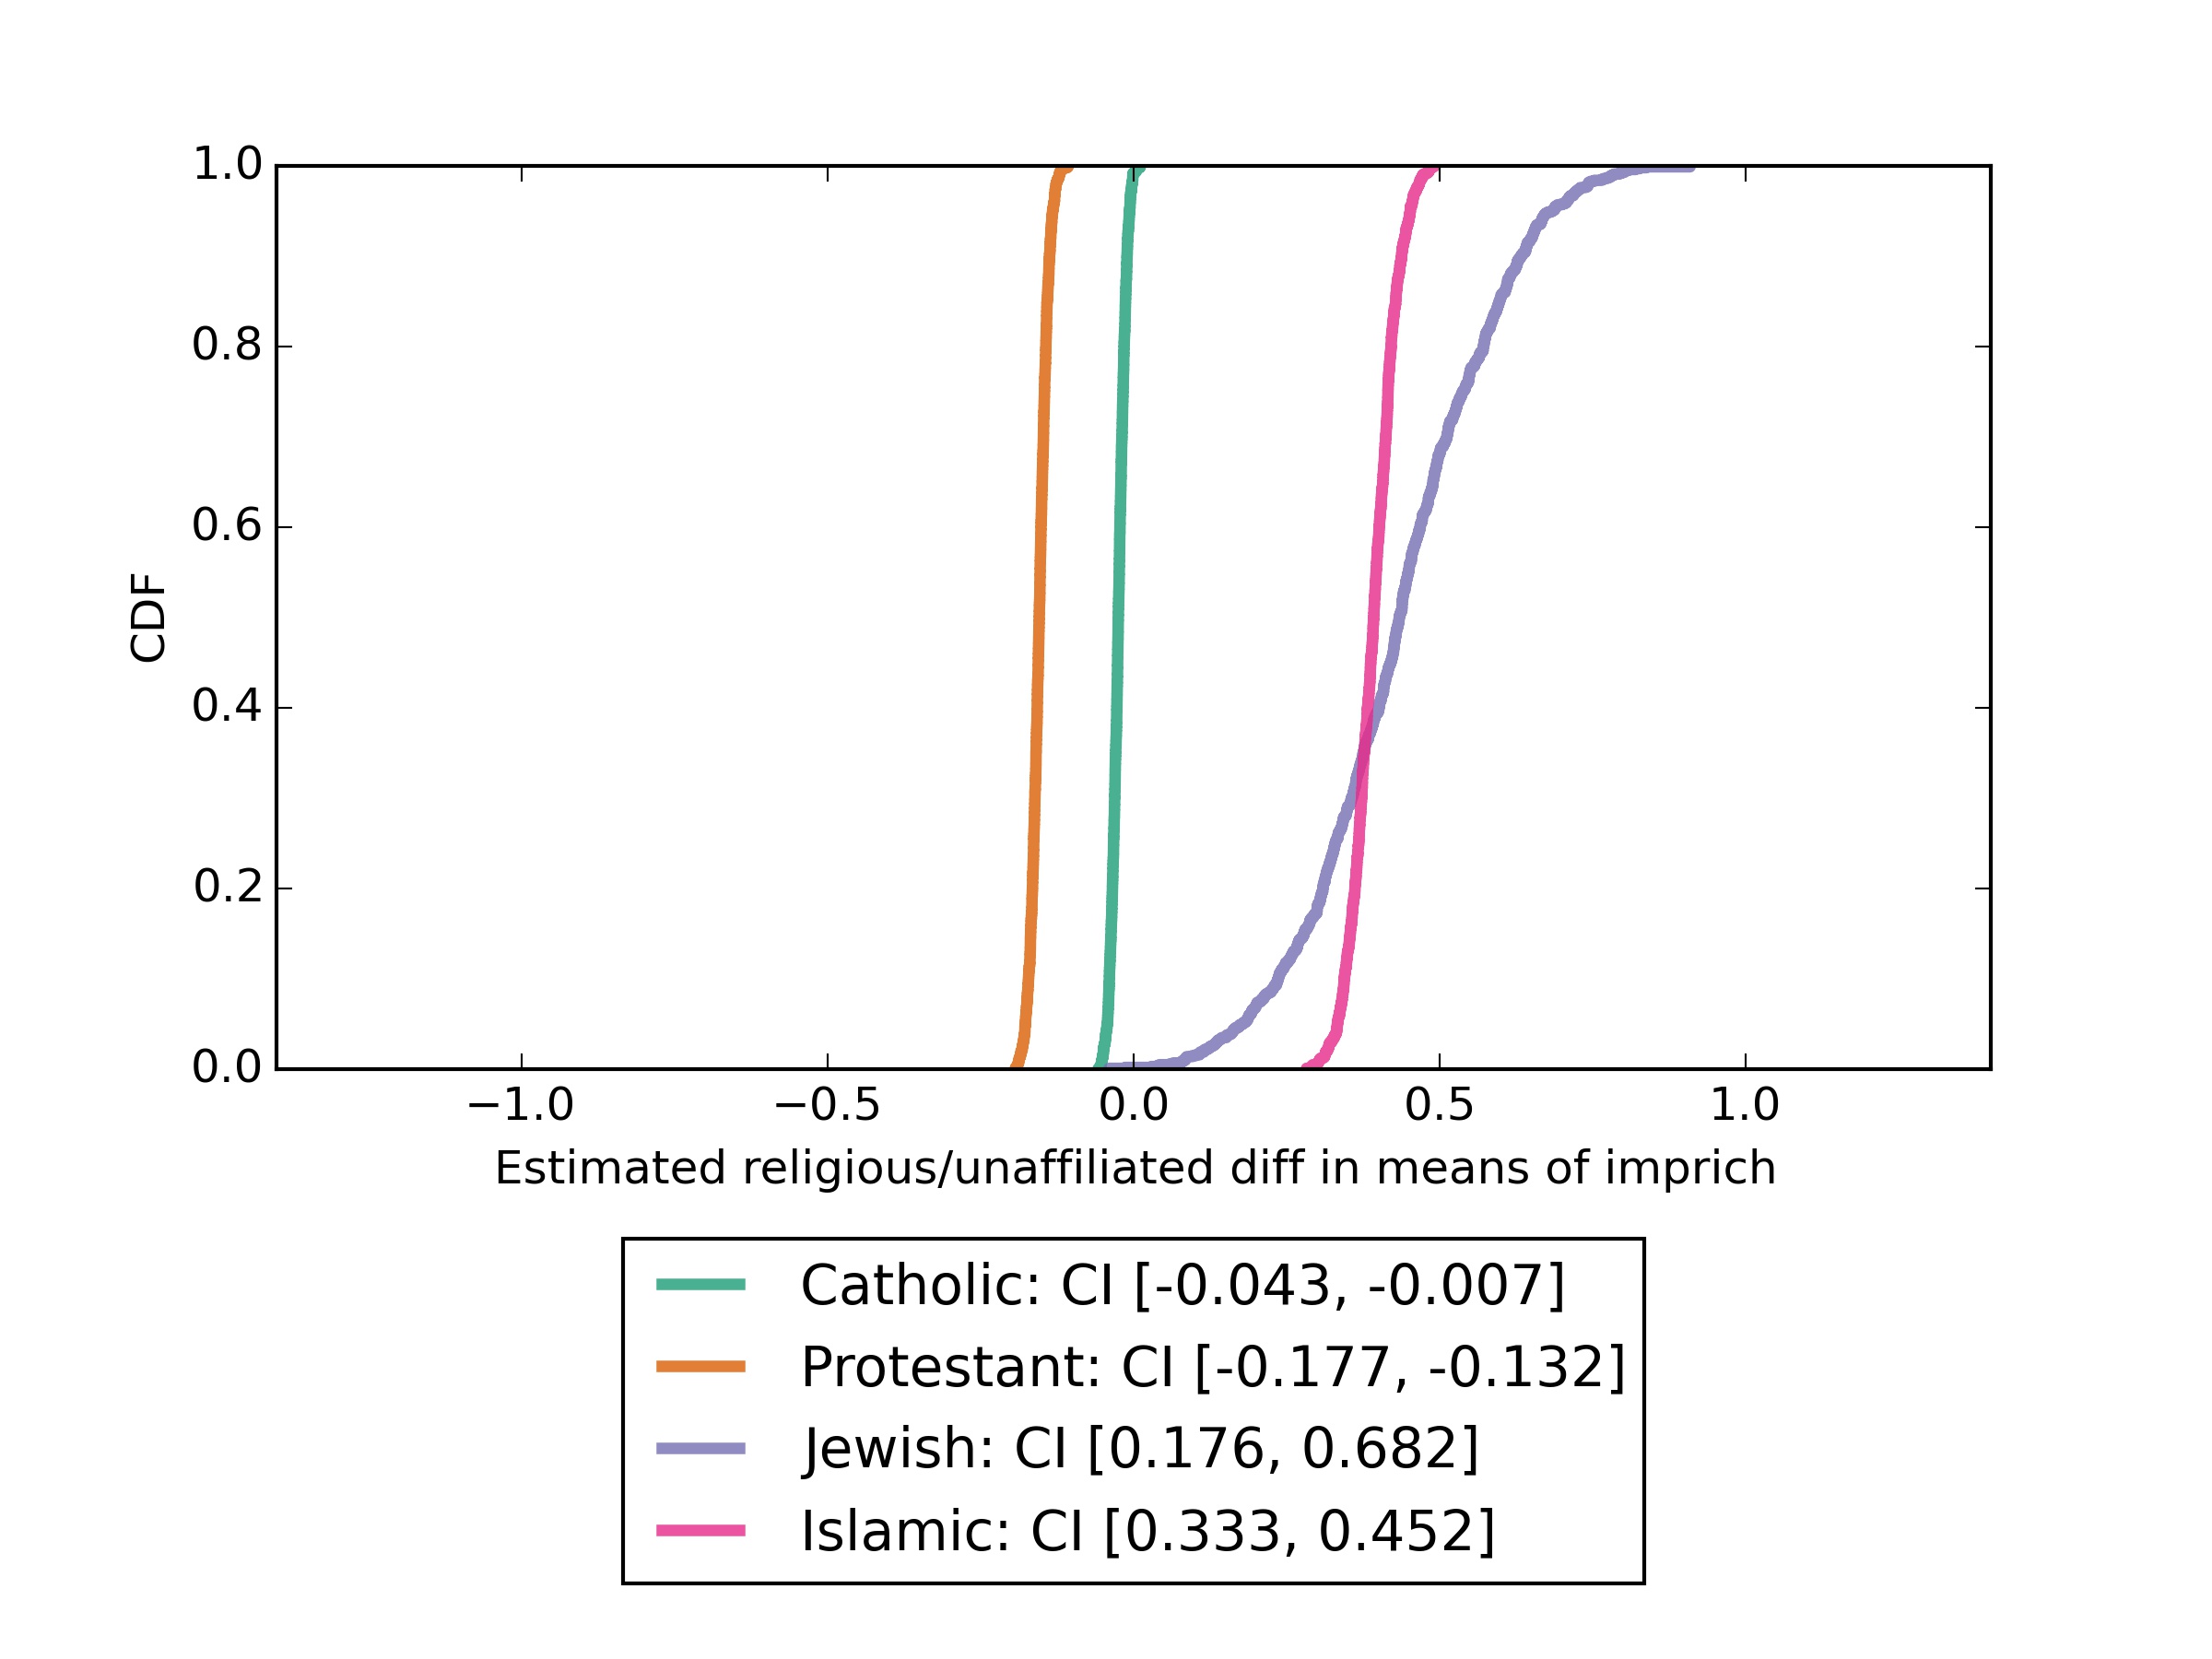 1.0
0.8
0.6
0.4
0.2
0.0
CDF
−1.0 −0.5 0.0 0.5 1.0
Estimated religious/unaffiliated diff in means of imprich
Catholic: CI [-0.043, -0.007]
Protestant: CI [-0.177, -0.132]
Jewish: CI [0.176, 0.682]
Islamic: CI [0.333, 0.452]